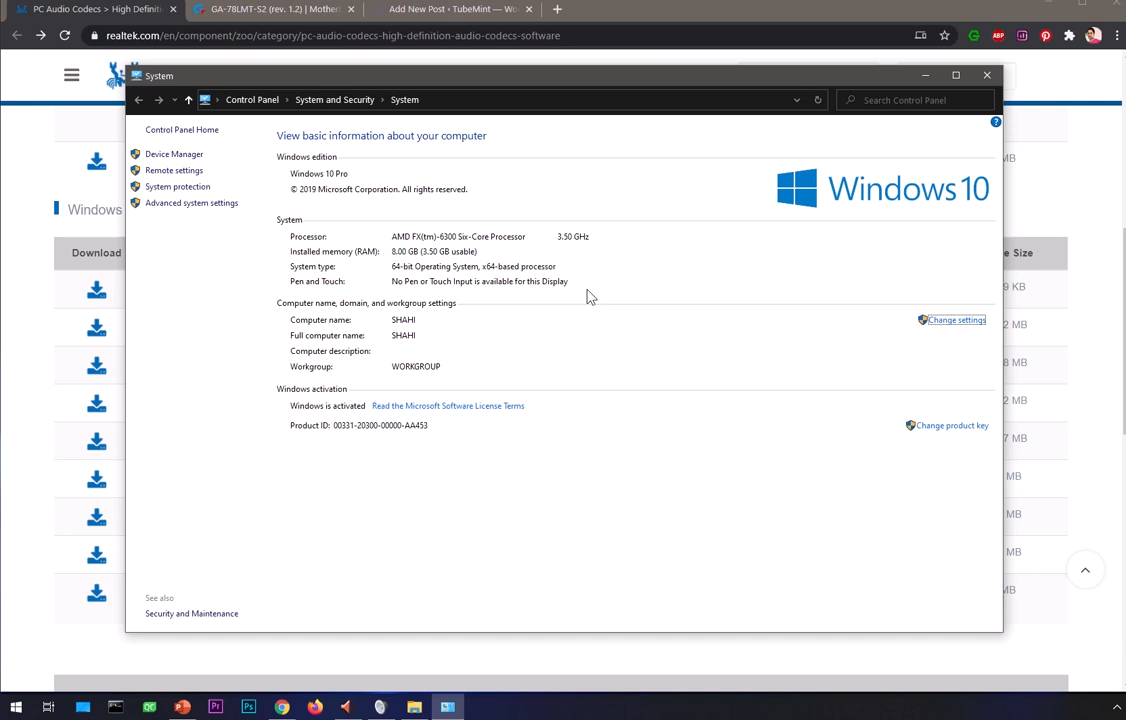 PC Audio Codecs > High Definiti
GA-78LMT-S2 (rev. 1.2) | Mother
Add New Post ‹ TubeMint — Wo
realtek.com/en/component/zoo/category/pc-audio-codecs-high-definition-audio-codecs-software
ABP
System
Control Panel > System and Security > System
Search Control Panel
Control Panel Home
Device Manager
Remote settings
System protection
Advanced system settings
View basic information about your computer
Windows edition
Windows 10 Pro
© 2019 Microsoft Corporation. All rights reserved.
Windows 10
System
Processor: AMD FX(tm)-6300 Six-Core Processor 3.50 GHz
Installed memory (RAM): 8.00 GB (3.50 GB usable)
System type: 64-bit Operating System, x64-based processor
Pen and Touch: No Pen or Touch Input is available for this Display
Computer name, domain, and workgroup settings
Computer name: SHAHI
Change settings
Full computer name: SHAHI
Computer description:
Workgroup: WORKGROUP
Windows activation
Windows is activated Read the Microsoft Software License Terms
Product ID: 00331-20300-00000-AA453
Change product key
See also
Security and Maintenance
MB
Windows
Download
e Size
9 KB
2 MB
8 MB
2 MB
7 MB
MB
MB
MB
MB
QC
Pr
Ps